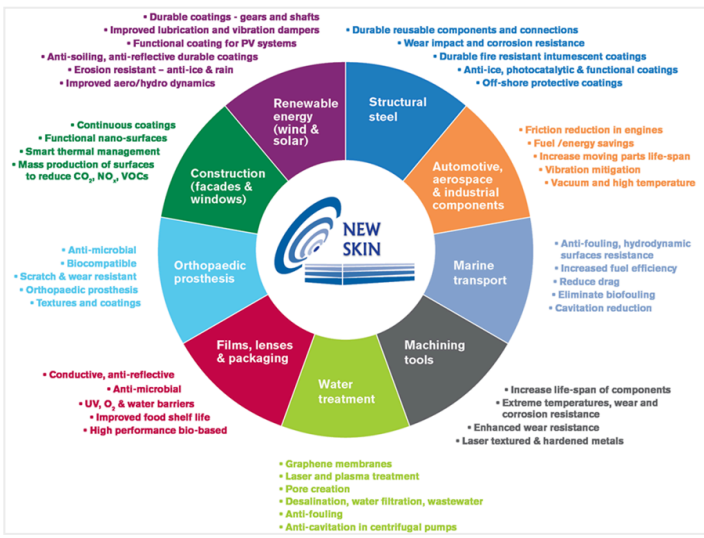 • Durable coatings - gears and shafts
• Improved lubrication and vibration dampers
• Functional coating for PV systems
• Anti-soiling, anti-reflective durable coatings
• Erosion resistant – anti-ice & rain
• Improved aero/hydro dynamics
• Durable reusable components and connections
• Wear impact and corrosion resistance
• Durable fire resistant intumescent coatings
• Anti-ice, photocatalytic & functional coatings
• Off-shore protective coatings
Renewable
energy
(wind &
solar)
Structural
steel
• Continuous coatings
• Functional nano-surfaces
• Smart thermal management
• Mass production of surfaces
to reduce CO₂, NOₓ, VOCs
Construction
(facades &
windows)
Automotive,
aerospace
& industrial
components
• Friction reduction in engines
• Fuel /energy savings
• Increase moving parts life-span
• Vibration mitigation
• Vacuum and high temperature
NEW
SKIN
• Anti-microbial
• Biocompatible
• Scratch & wear resistant
• Orthopaedic prosthesis
• Textures and coatings
Orthopaedic
prosthesis
Marine
transport
• Anti-fouling, hydrodynamic
surfaces resistance
• Increased fuel efficiency
• Reduce drag
• Eliminate biofouling
• Cavitation reduction
Films, lenses
& packaging
Water
treatment
Machining
tools
• Conductive, anti-reflective
• Anti-microbial
• UV, O₂ & water barriers
• Improved food shelf life
• High performance bio-based
• Increase life-span of components
• Extreme temperatures, wear and
corrosion resistance
• Enhanced wear resistance
• Laser textured & hardened metals
• Graphene membranes
• Laser and plasma treatment
• Pore creation
• Desalination, water filtration, wastewater
• Anti-fouling
• Anti-cavitation in centrifugal pumps